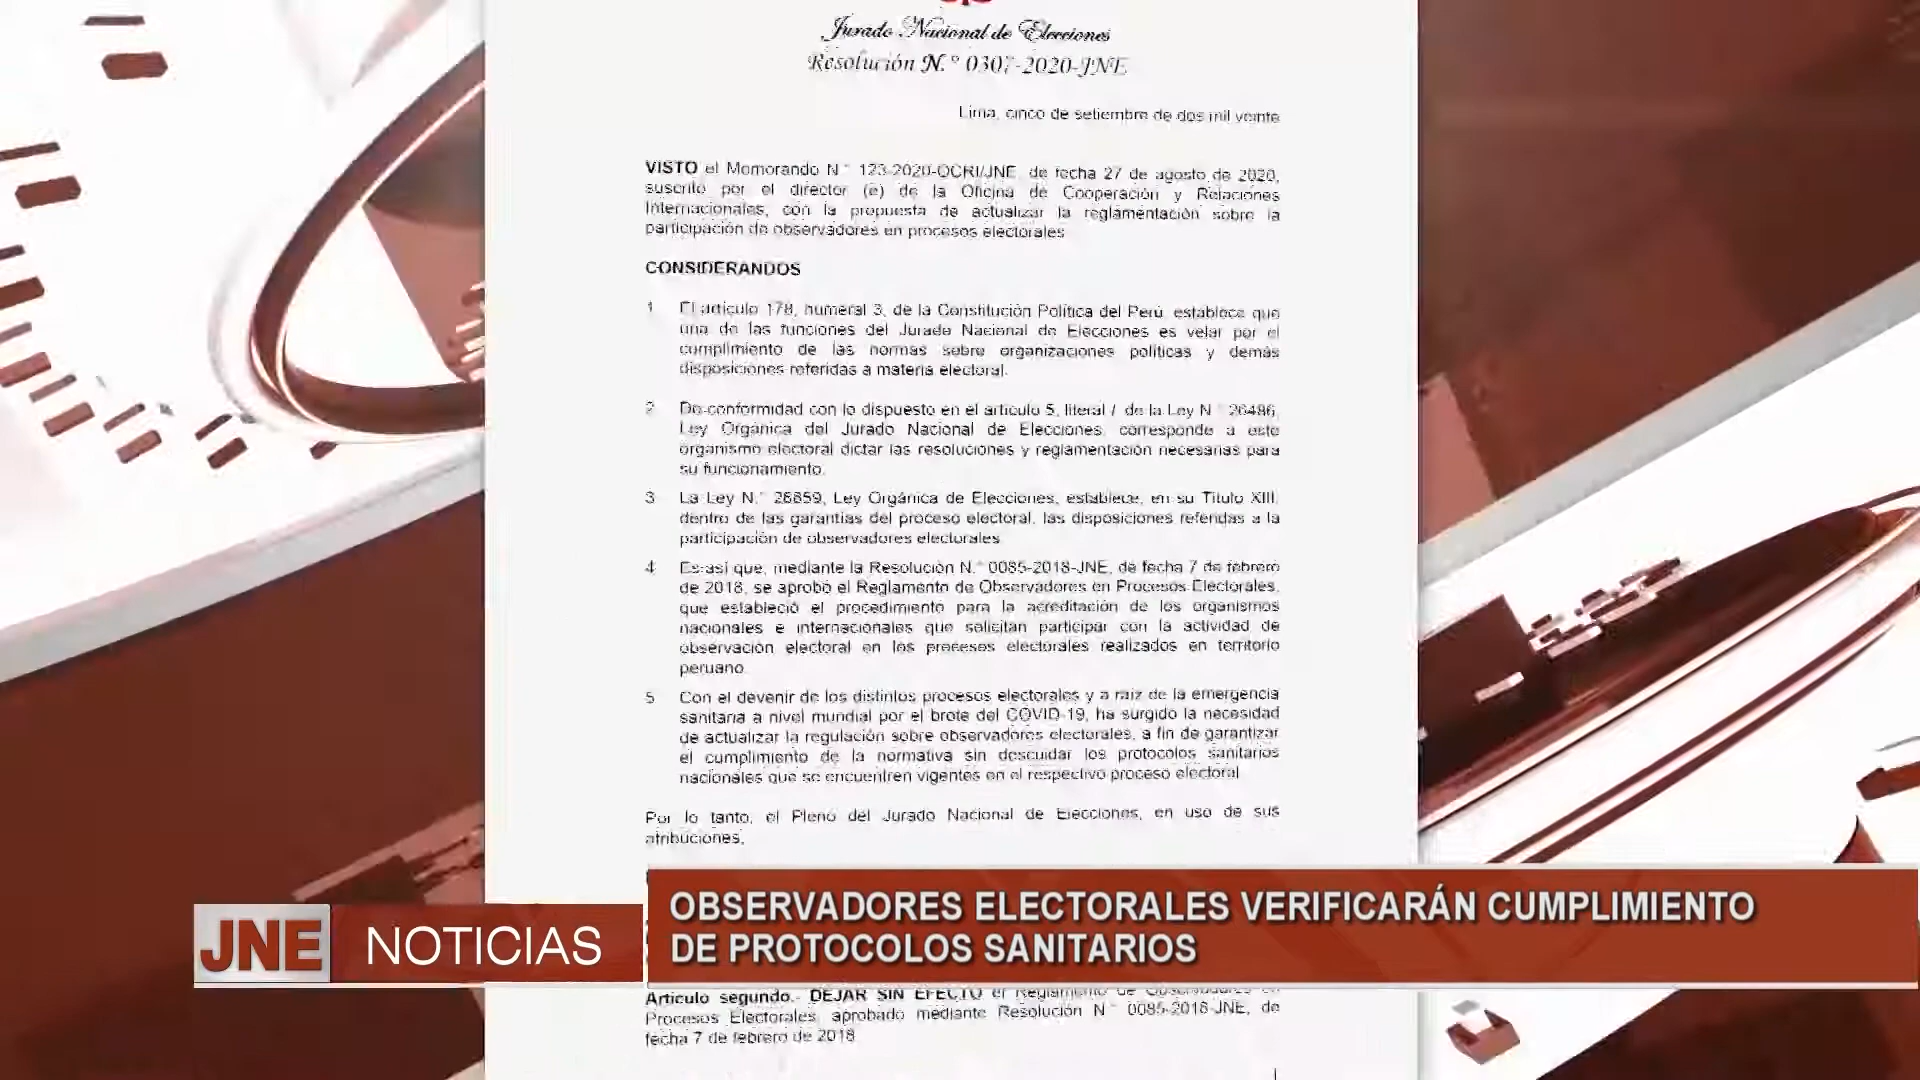 Jurado Nacional de Elecciones
Resolución N.° 0307-2020-JNE
Lima, cinco de setiembre de dos mil veinte
VISTO el Memorando N.° 123-2020-OCRI/JNE, de fecha 27 de agosto de 2020,
suscrito por el director (e) de la Oficina de Cooperación y Relaciones
Internacionales, con la propuesta de actualizar la reglamentación sobre la
participación de observadores en procesos electorales.
CONSIDERANDOS
1. El artículo 178, numeral 3, de la Constitución Política del Perú, establece que
una de las funciones del Jurado Nacional de Elecciones es velar por el
cumplimiento de las normas sobre organizaciones políticas y demás
disposiciones referidas a materia electoral.
2. De conformidad con lo dispuesto en el artículo 5, literal l, de la Ley N.° 26486,
Ley Orgánica del Jurado Nacional de Elecciones, corresponde a este
organismo electoral dictar las resoluciones y reglamentación necesarias para
su funcionamiento.
3. La Ley N.° 26859, Ley Orgánica de Elecciones, establece, en su Título XIII,
dentro de las garantías del proceso electoral, las disposiciones referidas a la
participación de observadores electorales.
4. Es así que, mediante la Resolución N.° 0085-2018-JNE, de fecha 7 de febrero
de 2018, se aprobó el Reglamento de Observadores en Procesos Electorales,
que estableció el procedimiento para la acreditación de los organismos
nacionales e internacionales que solicitan participar con la actividad de
observación electoral en los procesos electorales realizados en territorio
peruano.
5. Con el devenir de los distintos procesos electorales y a raíz de la emergencia
sanitaria a nivel mundial por el brote del COVID-19, ha surgido la necesidad
de actualizar la regulación sobre observadores electorales, a fin de garantizar
el cumplimiento de la normativa sin descuidar los protocolos sanitarios
nacionales que se encuentren vigentes en el respectivo proceso electoral.
Por lo tanto, el Pleno del Jurado Nacional de Elecciones, en uso de sus
atribuciones,
OBSERVADORES ELECTORALES VERIFICARÁN CUMPLIMIENTO
DE PROTOCOLOS SANITARIOS
JNE NOTICIAS
Artículo segundo.- DEJAR SIN EFECTO el Reglamento de Observadores en
Procesos Electorales, aprobado mediante Resolución N.° 0085-2018-JNE, de
fecha 7 de febrero de 2018.